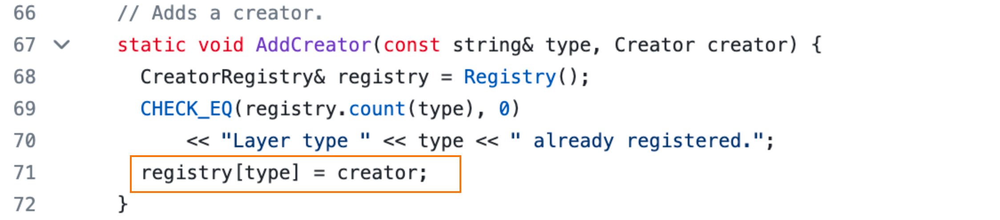 66 // Adds a creator.
67 static void AddCreator(const string& type, Creator creator) {
68 CreatorRegistry& registry = Registry();
69 CHECK_EQ(registry.count(type), 0)
70 << "Layer type " << type << " already registered.";
71 registry[type] = creator;
72 }